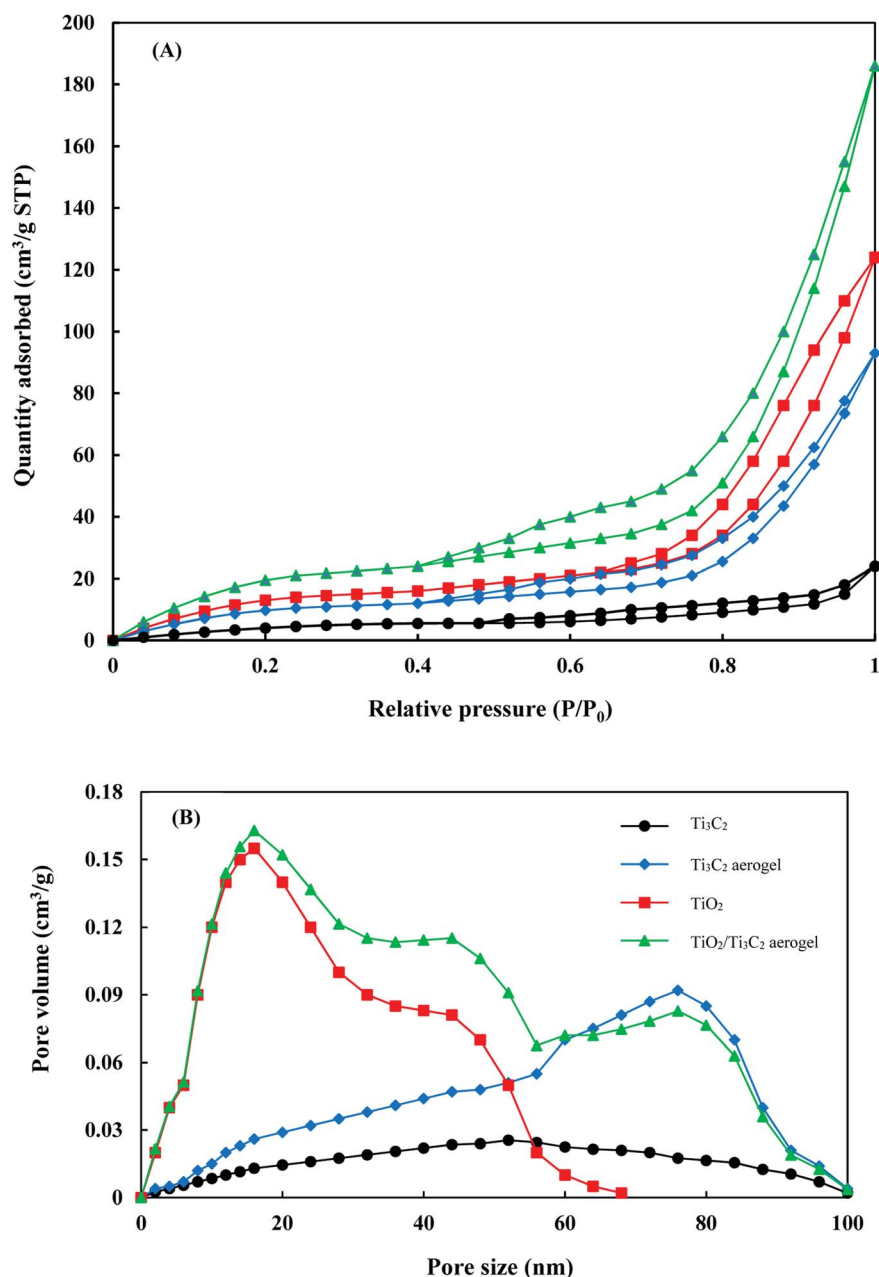 (A)
Quantity adsorbed (cm³/g STP)
200
180
160
140
120
100
80
60
40
20
0
0 0.2 0.4 0.6 0.8 1
Relative pressure (P/P₀)
(B)
Pore volume (cm³/g)
0.18
0.15
0.12
0.09
0.06
0.03
0
Ti₃C₂
Ti₃C₂ aerogel
TiO₂
TiO₂/Ti₃C₂ aerogel
0 20 40 60 80 100
Pore size (nm)